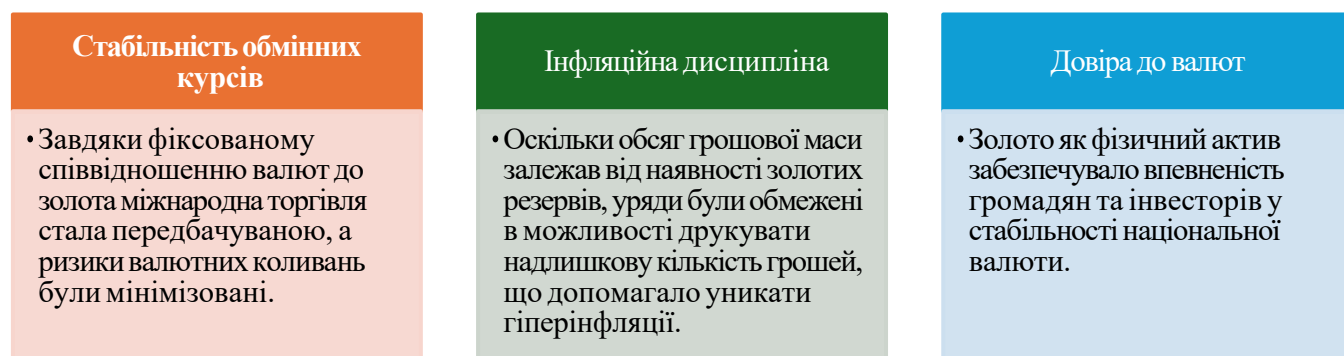 Стабільність обмінних
курсів
• Завдяки фіксованому
співвідношенню валют до
золота міжнародна торгівля
стала передбачуваною, а
ризики валютних коливань
були мінімізовані.
Інфляційна дисципліна
• Оскільки обсяг грошової маси
залежав від наявності золотих
резервів, уряди були обмежені
в можливості друкувати
надлишкову кількість грошей,
що допомагало уникати
гіперінфляції.
Довіра до валют
• Золото як фізичний актив
забезпечувало впевненість
громадян та інвесторів у
стабільності національної
валюти.